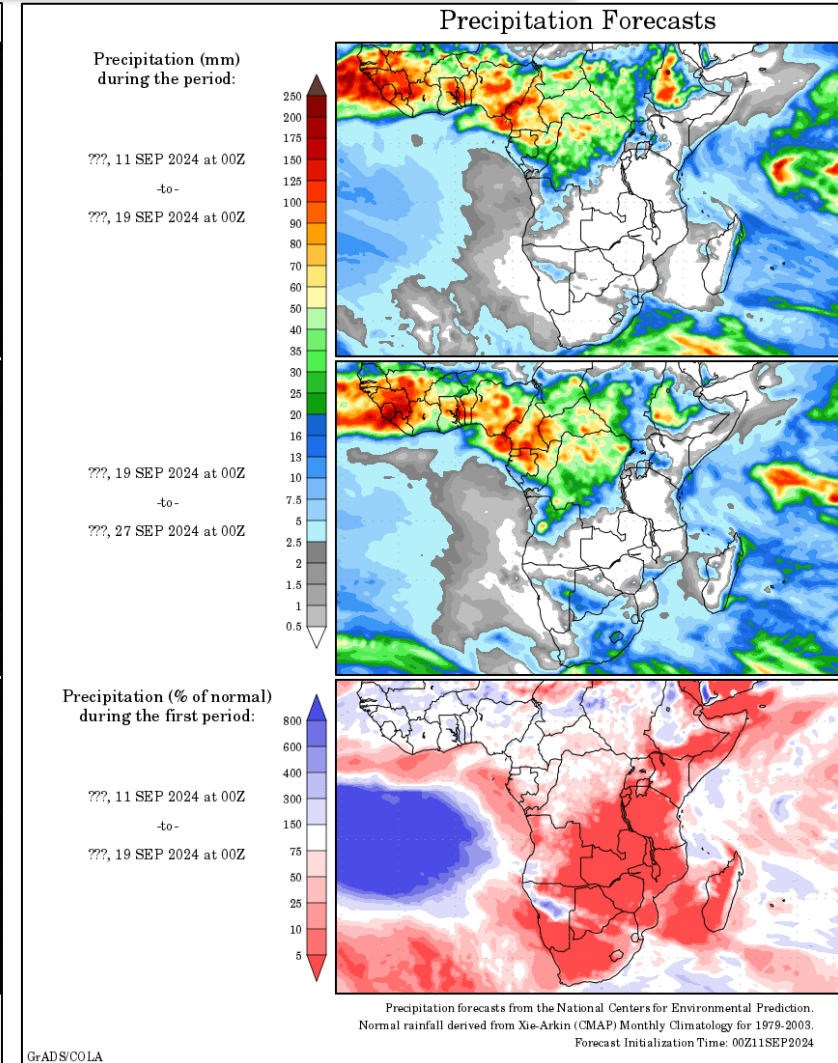 Precipitation Forecasts
Precipitation (mm)
during the period:
???, 11 SEP 2024 at 00Z
-to-
???, 19 SEP 2024 at 00Z
???, 19 SEP 2024 at 00Z
-to-
???, 27 SEP 2024 at 00Z
250
200
175
150
125
100
90
80
70
60
50
40
35
30
25
20
16
13
10
7.5
5
2.5
2
1.5
1
0.5
Precipitation (% of normal)
during the first period:
???, 11 SEP 2024 at 00Z
-to-
???, 19 SEP 2024 at 00Z
800
600
400
300
150
75
50
25
10
5
Precipitation forecasts from the National Centers for Environmental Prediction.
Normal rainfall derived from Xie-Arkin (CMAP) Monthly Climatology for 1979-2003.
Forecast Initialization Time: 00Z11SEP2024
GrADS/COLA